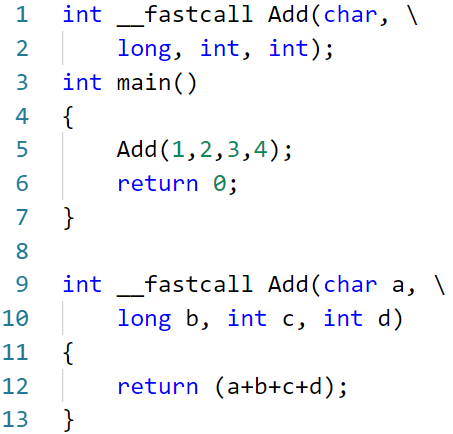 1 int __fastcall Add(char, \
2 long, int, int);
3 int main()
4 {
5 Add(1,2,3,4);
6 return 0;
7 }
8
9 int __fastcall Add(char a, \
10 long b, int c, int d)
11 {
12 return (a+b+c+d);
13 }